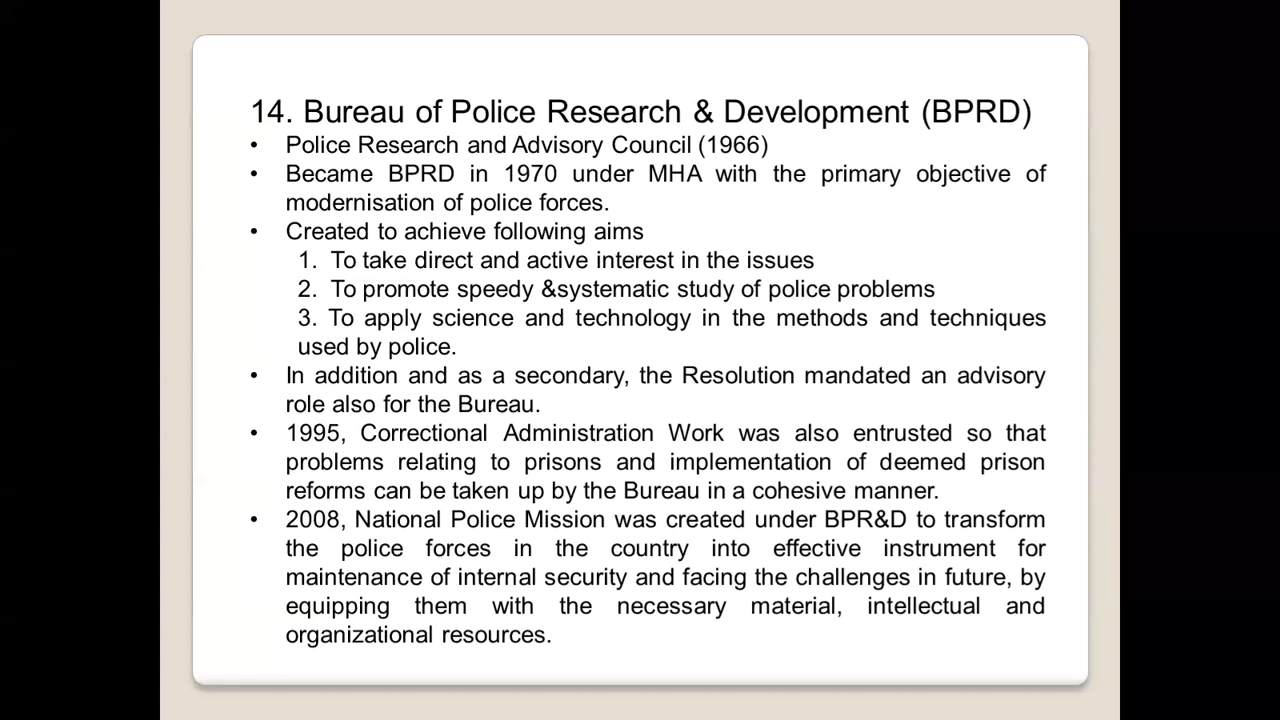 14. Bureau of Police Research & Development (BPRD)
• Police Research and Advisory Council (1966)
• Became BPRD in 1970 under MHA with the primary objective of
modernisation of police forces.
• Created to achieve following aims
1. To take direct and active interest in the issues
2. To promote speedy &systematic study of police problems
3. To apply science and technology in the methods and techniques
used by police.
• In addition and as a secondary, the Resolution mandated an advisory
role also for the Bureau.
• 1995, Correctional Administration Work was also entrusted so that
problems relating to prisons and implementation of deemed prison
reforms can be taken up by the Bureau in a cohesive manner.
• 2008, National Police Mission was created under BPR&D to transform
the police forces in the country into effective instrument for
maintenance of internal security and facing the challenges in future, by
equipping them with the necessary material, intellectual and
organizational resources.